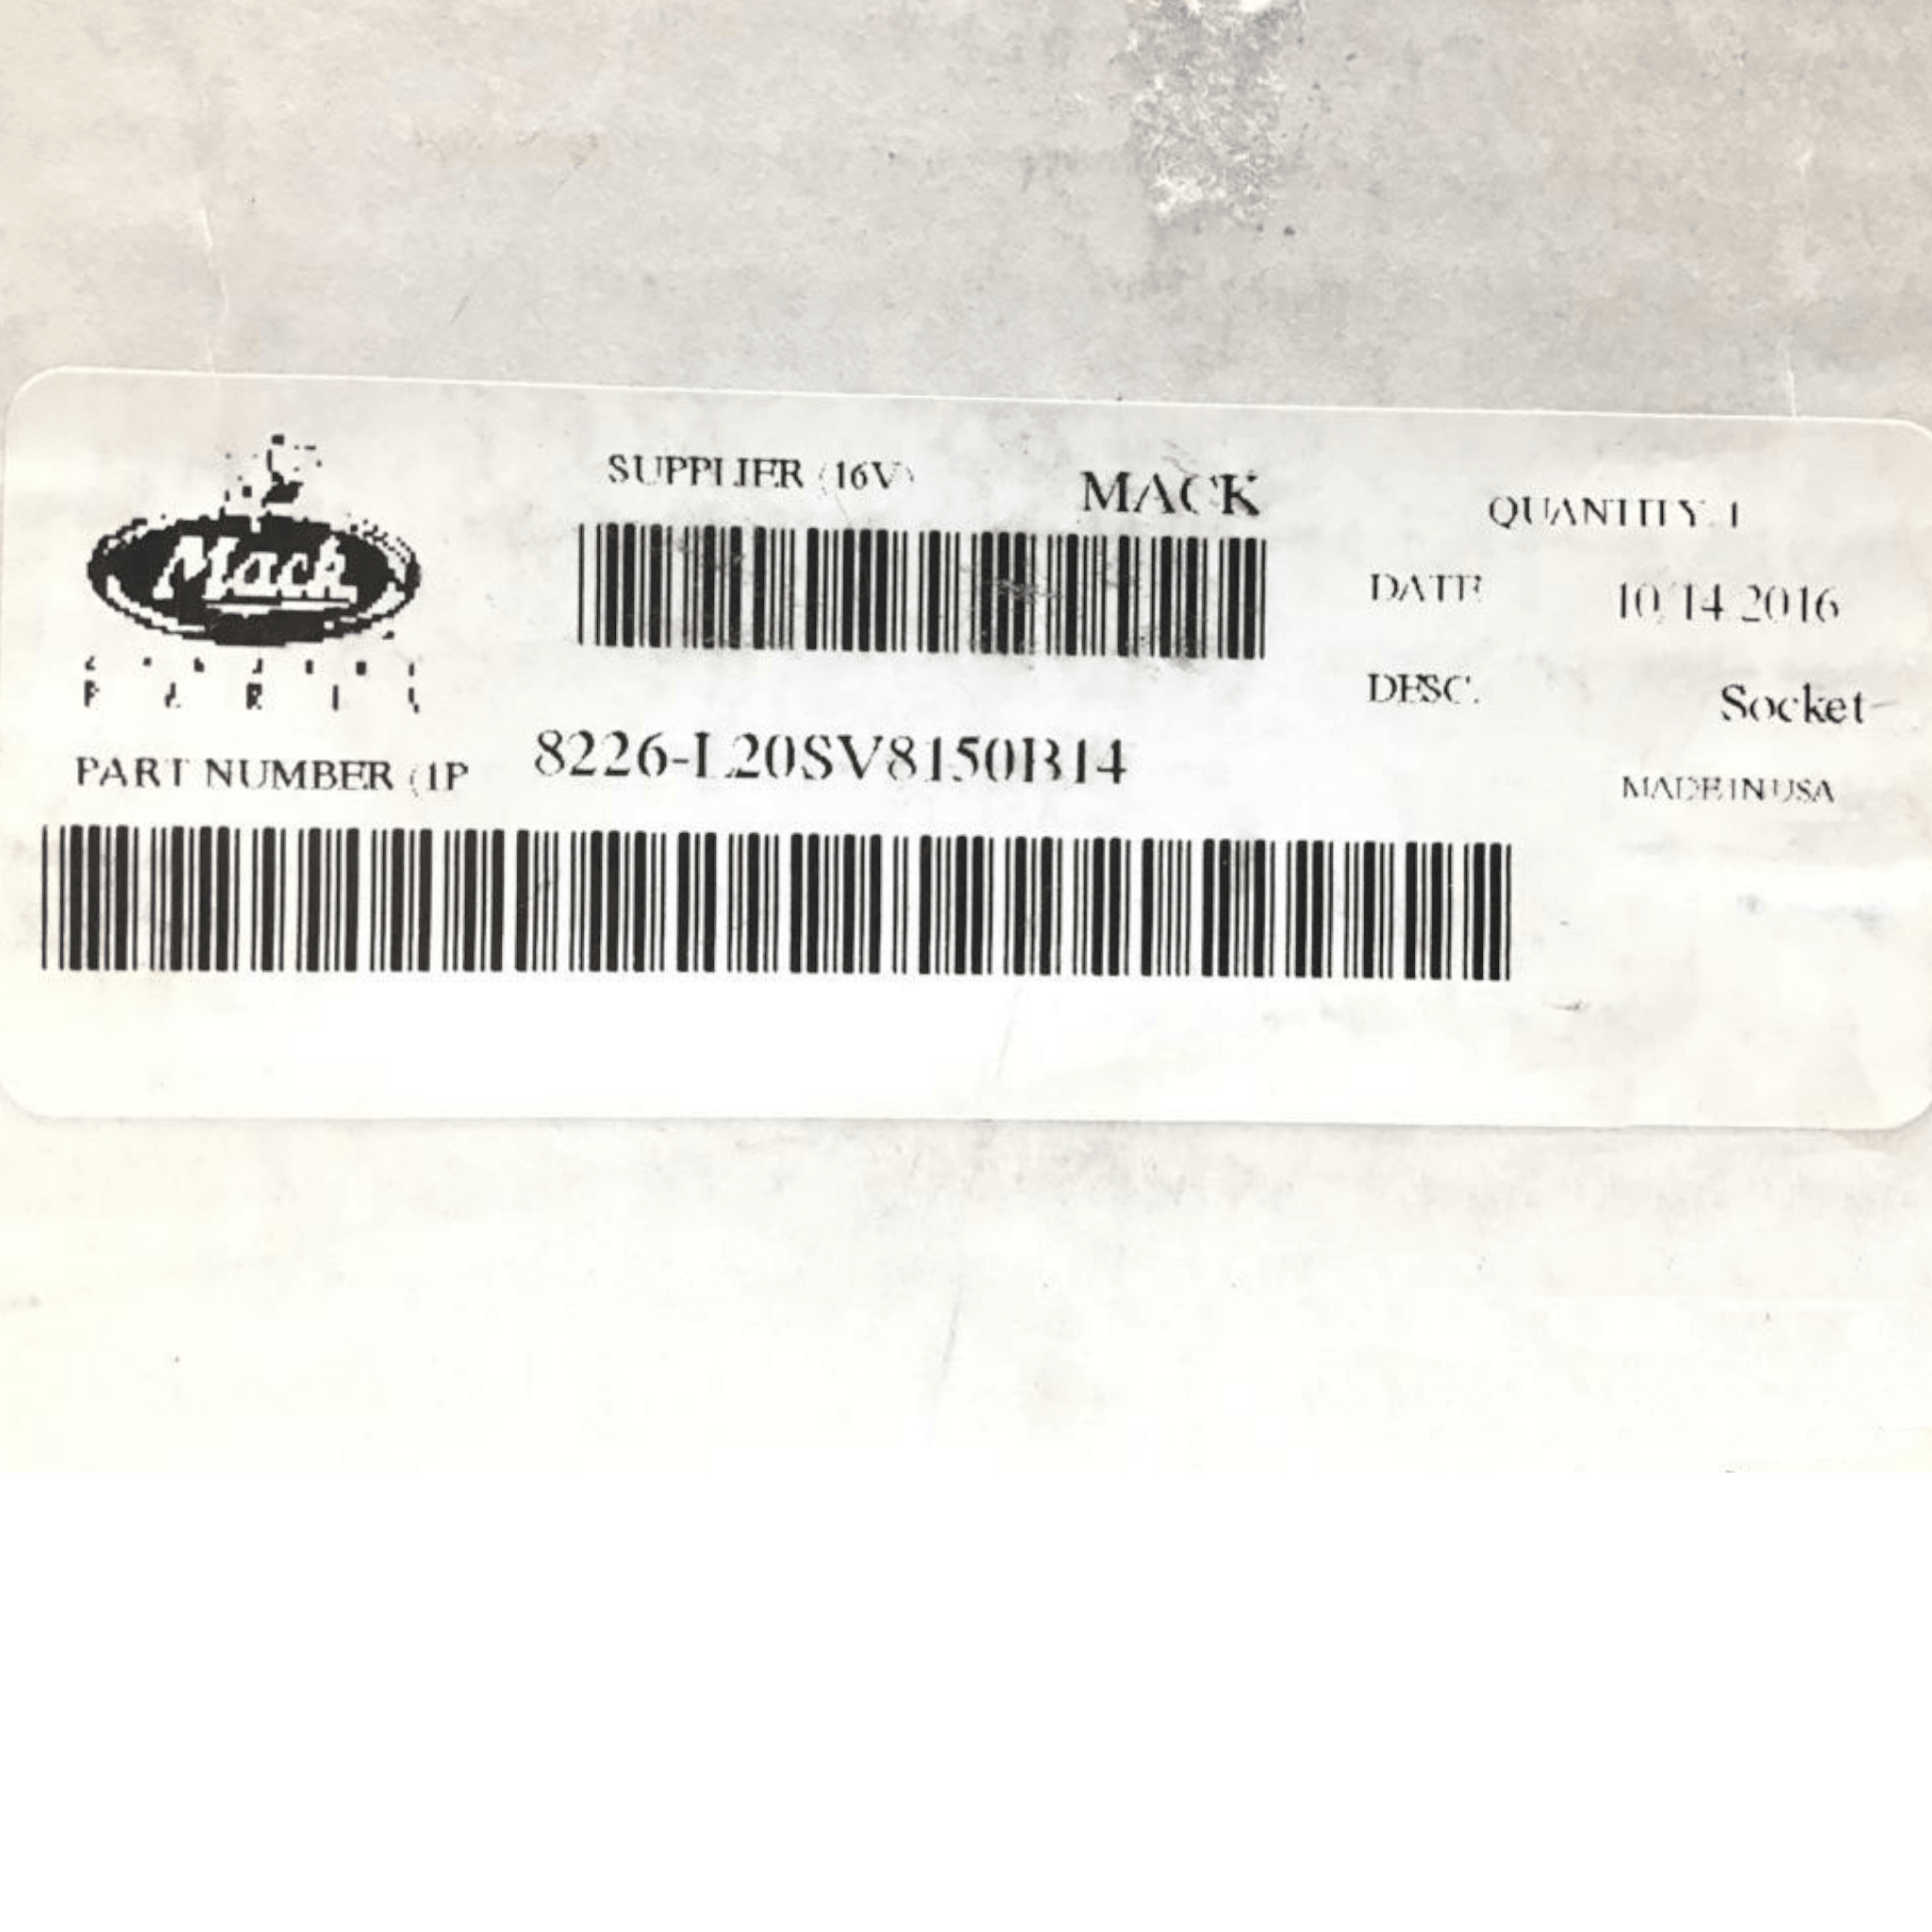 SUPPLIER (16V) MACK
QUANTITY 1
Mack
DATE 10/14/2016
DESC. Socket
PARTS
PART NUMBER (1P 8226-L20SV8150B14
MADE IN USA